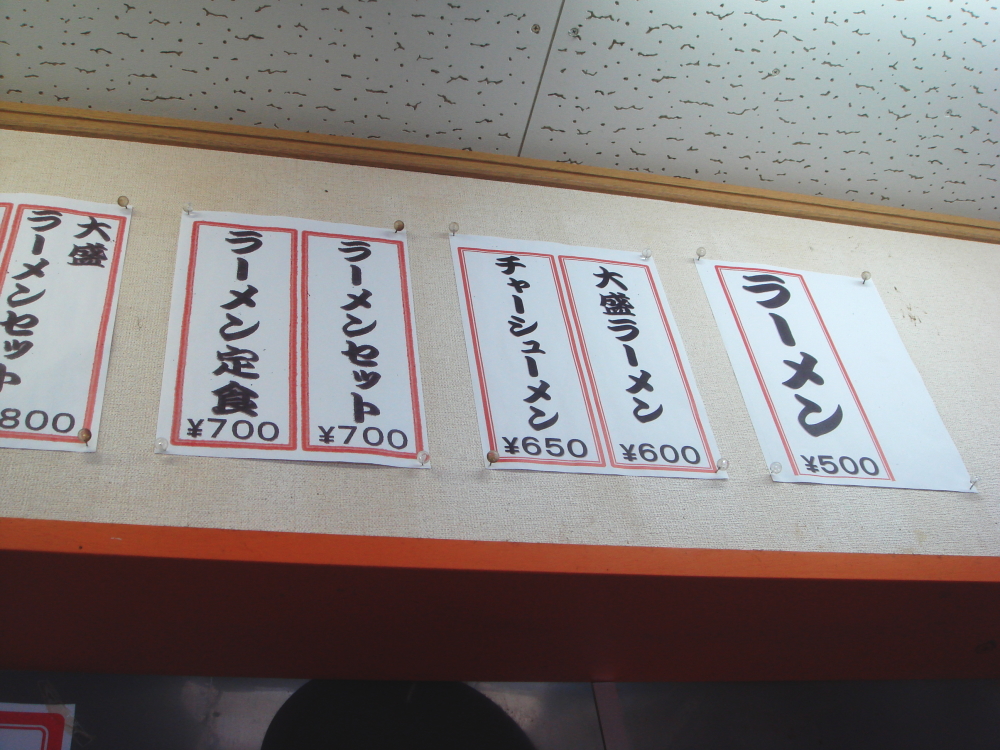 ラーメン
¥500
大盛ラーメン
¥600
チャーシューメン
¥650
ラーメンセット
¥700
ラーメン定食
¥700
大盛
ラーメンセット
800